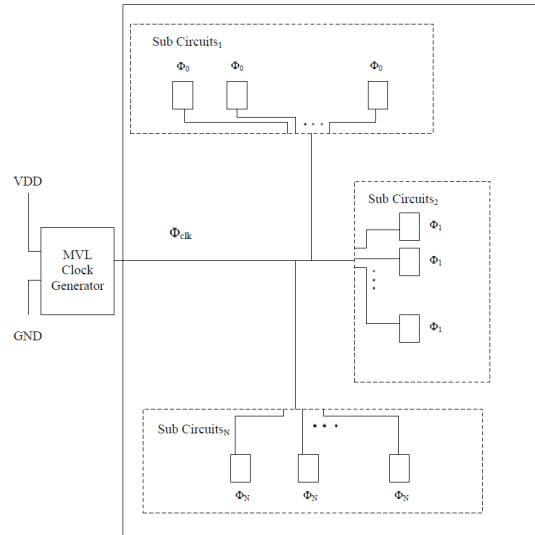 Sub Circuits₁
Φ₀ Φ₀ Φ₀
VDD
MVL
Clock
Generator
GND
Φclk
Sub Circuits₂
Φ₁
Φ₁
Φ₁
Sub CircuitsN
ΦN ΦN ΦN